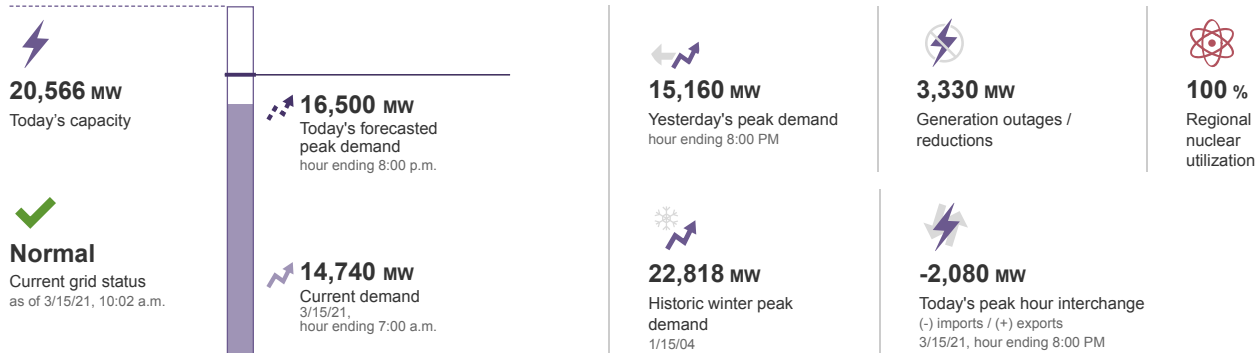 20,566 MW
Today's capacity
Normal
Current grid status
as of 3/15/21, 10:02 a.m.
16,500 MW
Today's forecasted
peak demand
hour ending 8:00 p.m.
14,740 MW
Current demand
3/15/21,
hour ending 7:00 a.m.
15,160 MW
Yesterday's peak demand
hour ending 8:00 PM
3,330 MW
Generation outages /
reductions
100 %
Regional
nuclear
utilization
22,818 MW
Historic winter peak
demand
1/15/04
-2,080 MW
Today's peak hour interchange
(-) imports / (+) exports
3/15/21, hour ending 8:00 PM